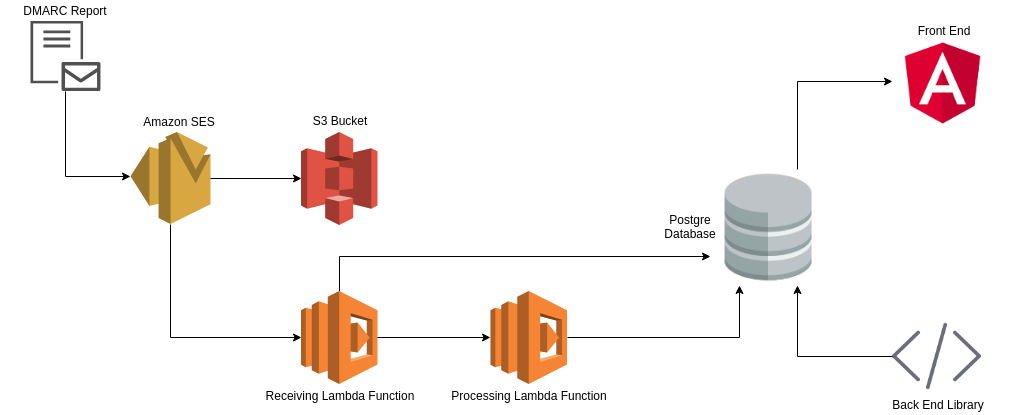 DMARC Report
Front End
Amazon SES
S3 Bucket
Postgre
Database
Receiving Lambda Function
Processing Lambda Function
Back End Library